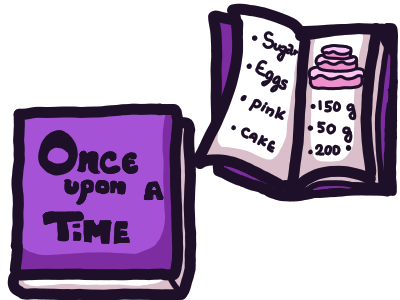 Once
upon A
TiME
• Sugar
• Eggs
• pink
• CAKE
• 150 g
• 50 g
• 200 •